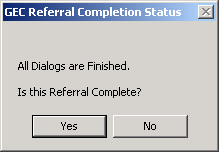 GEC Referral Completion Status
All Dialogs are Finished.
Is this Referral Complete?
Yes
No